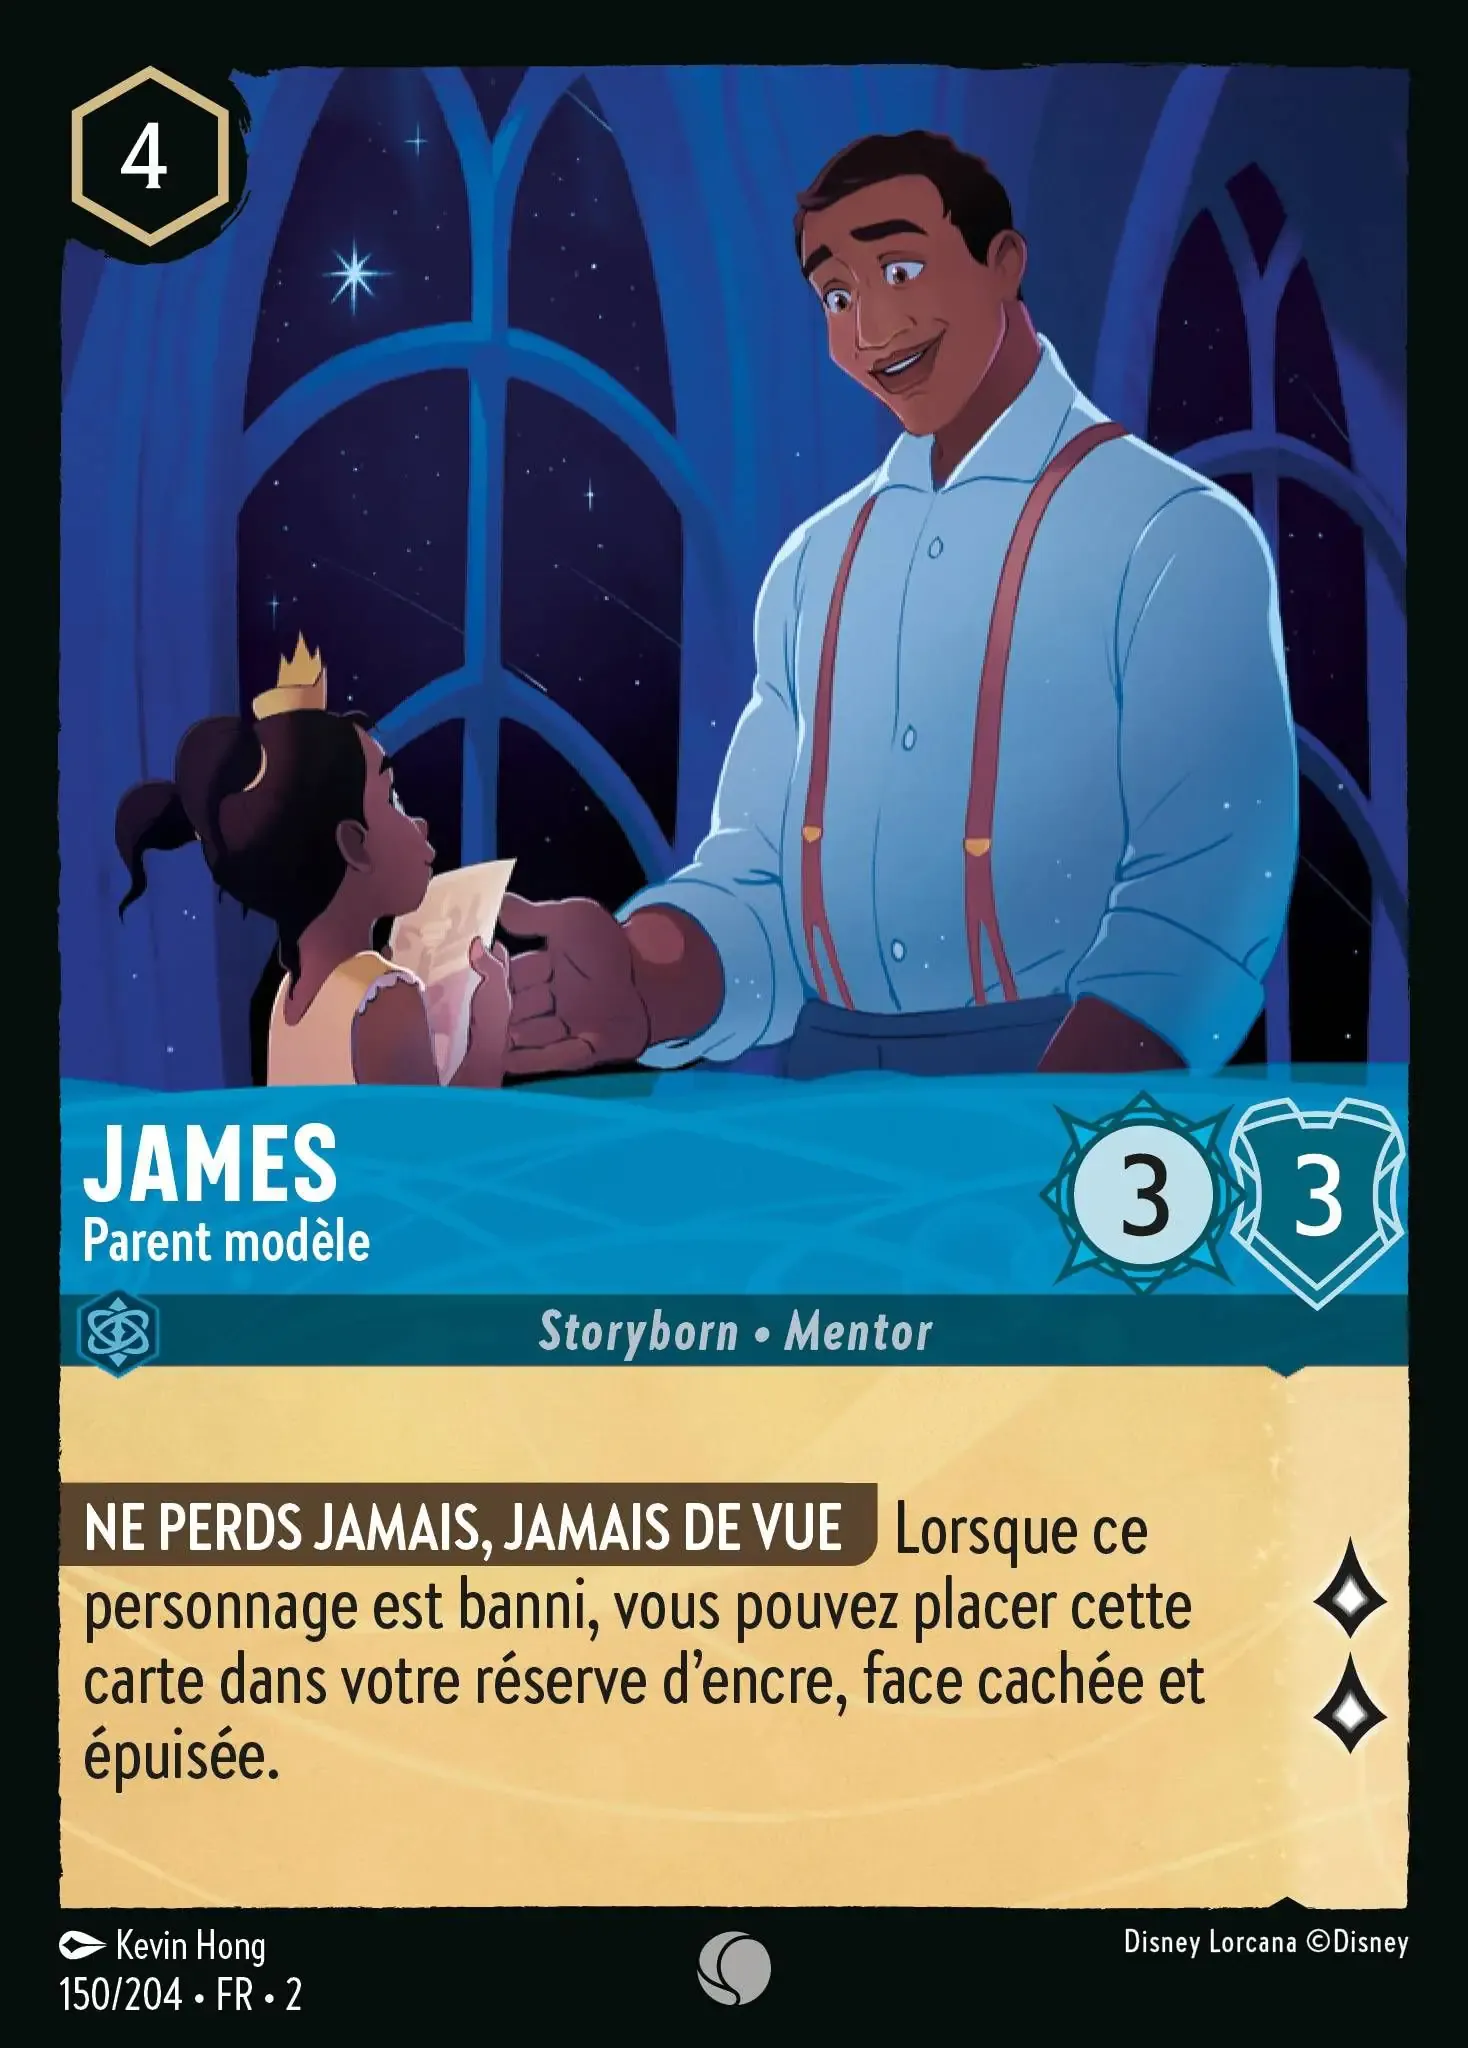 4
JAMES
Parent modèle
3
3
Storyborn • Mentor
NE PERDS JAMAIS, JAMAIS DE VUE Lorsque ce
personnage est banni, vous pouvez placer cette
carte dans votre réserve d’encre, face cachée et
épuisée.
Kevin Hong
Disney Lorcana ©Disney
150/204 • FR • 2